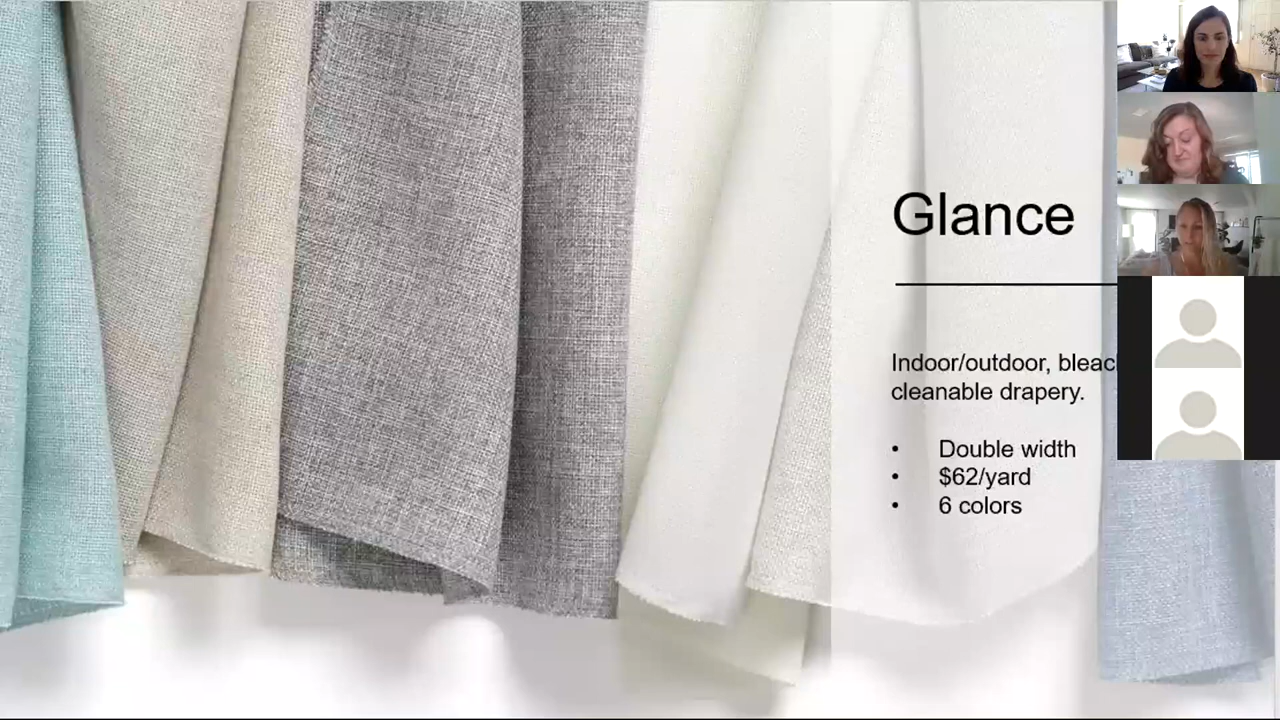 Glance
Indoor/outdoor, bleac
cleanable drapery.
• Double width
• $62/yard
• 6 colors